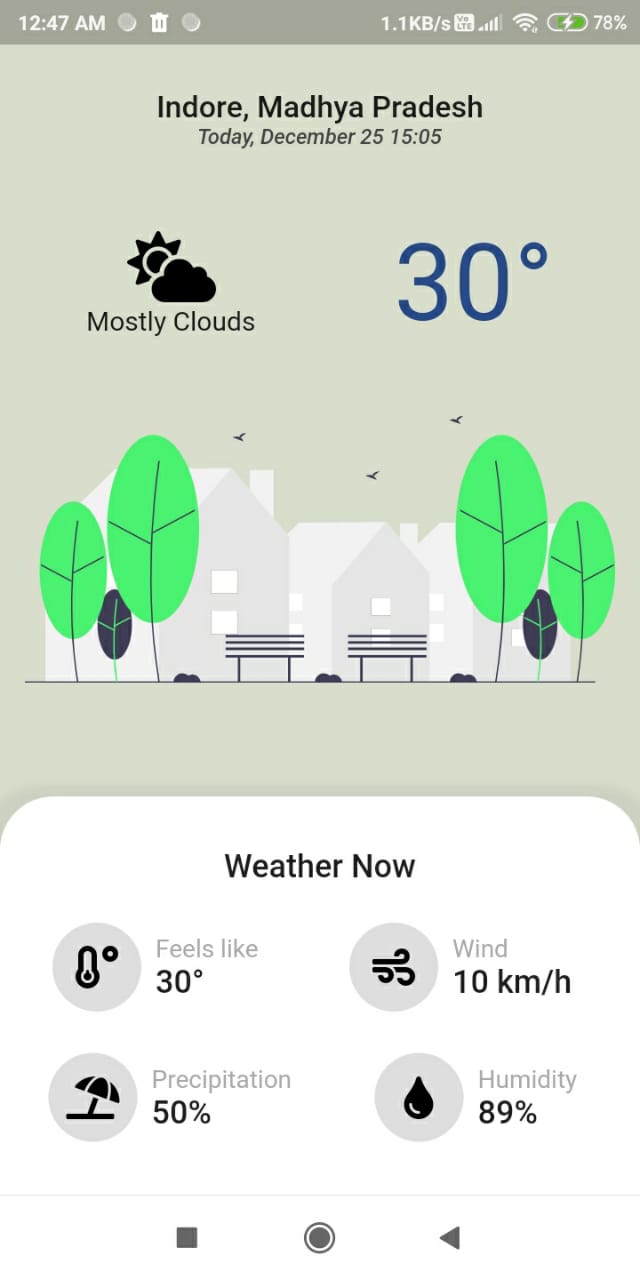 12:47 AM 1.1KB/s Vo LTE 78%
Indore, Madhya Pradesh
Today, December 25 15:05
30°
Mostly Clouds
Weather Now
Feels like
30°
Wind
10 km/h
Precipitation
50%
Humidity
89%